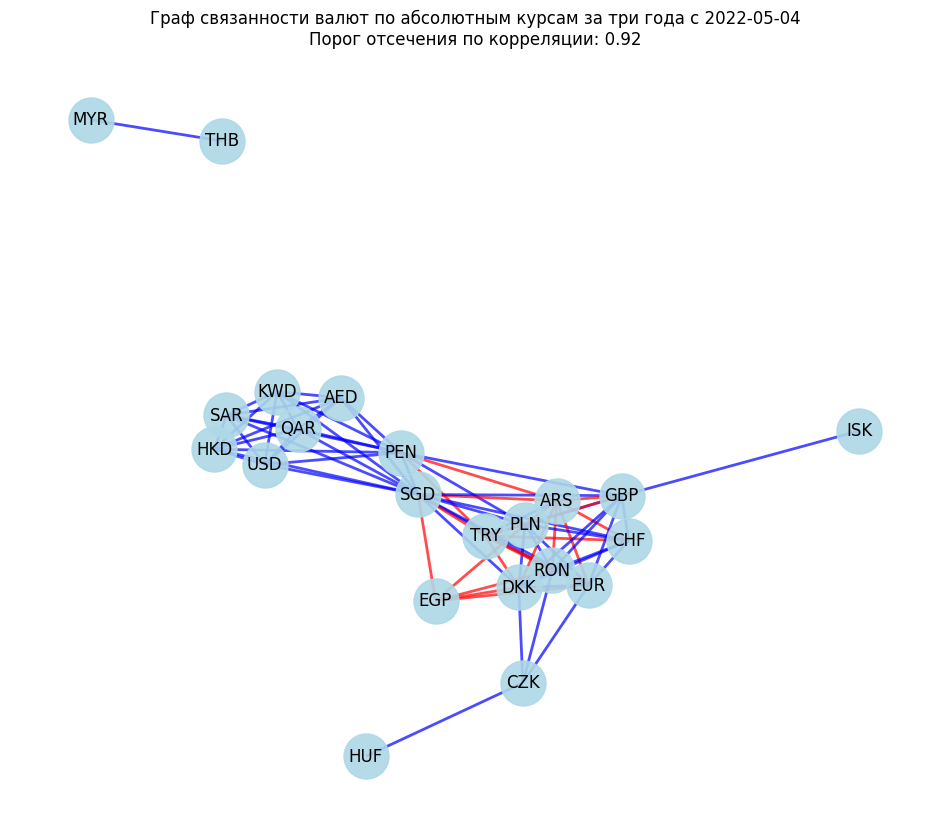 Граф связанности валют по абсолютным курсам за три года с 2022-05-04
Порог отсечения по корреляции: 0.92
MYR
THB
KWD
AED
SAR
QAR
HKD
USD
PEN
ISK
SGD
ARS
GBP
PLN
TRY
CHF
RON
DKK
EUR
EGP
CZK
HUF